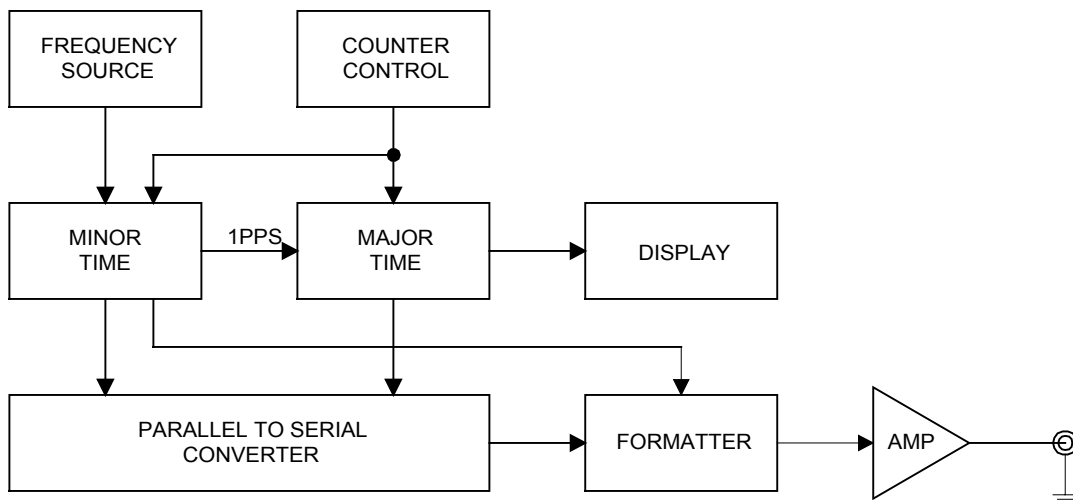 FREQUENCY
SOURCE
COUNTER
CONTROL
MINOR
TIME
1PPS
MAJOR
TIME
DISPLAY
PARALLEL TO SERIAL
CONVERTER
FORMATTER
AMP